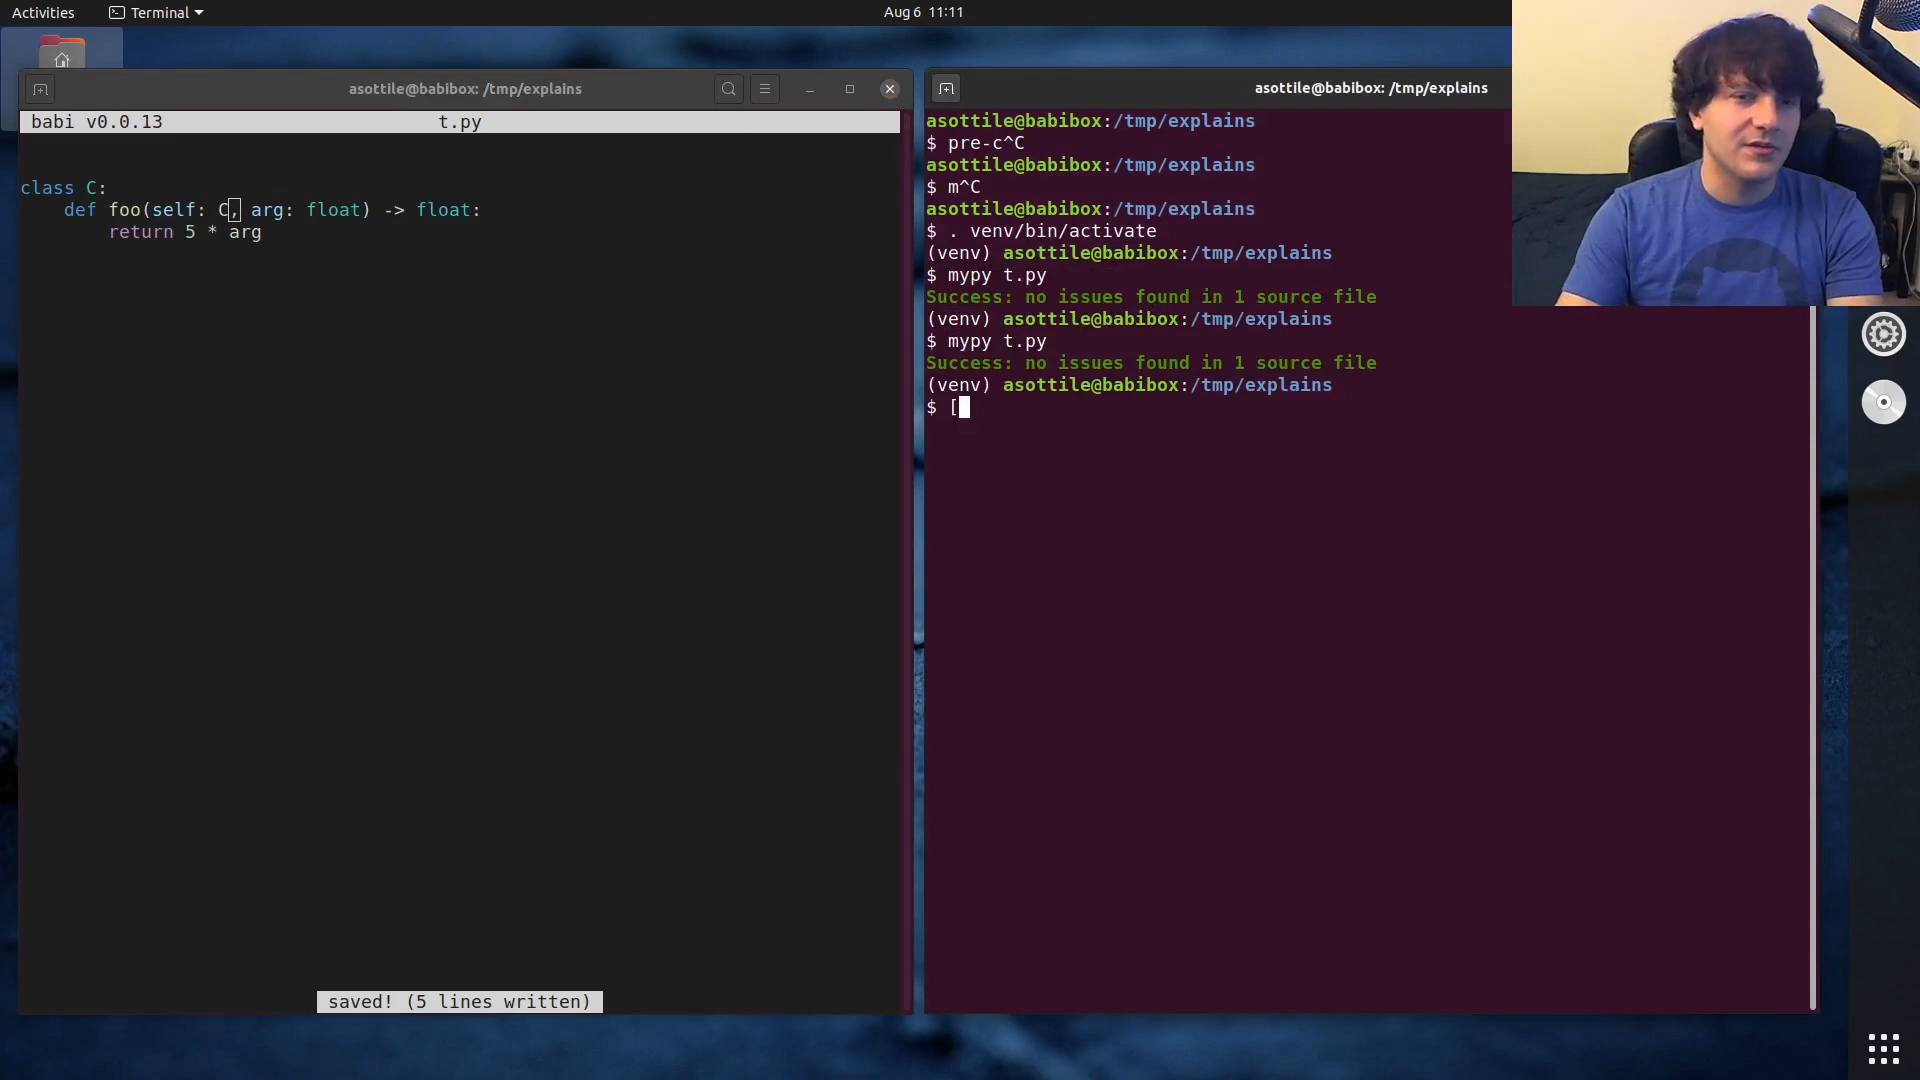 Activities
Terminal
Aug 6 11:11
asottile@babibox: /tmp/explains
babi v0.0.13 t.py
class C:
    def foo(self: C, arg: float) -> float:
        return 5 * arg
saved! (5 lines written)
asottile@babibox: /tmp/explains
asottile@babibox:/tmp/explains
$ pre-c^C
asottile@babibox:/tmp/explains
$ m^C
asottile@babibox:/tmp/explains
$ . venv/bin/activate
(venv) asottile@babibox:/tmp/explains
$ mypy t.py
Success: no issues found in 1 source file
(venv) asottile@babibox:/tmp/explains
$ mypy t.py
Success: no issues found in 1 source file
(venv) asottile@babibox:/tmp/explains
$ [